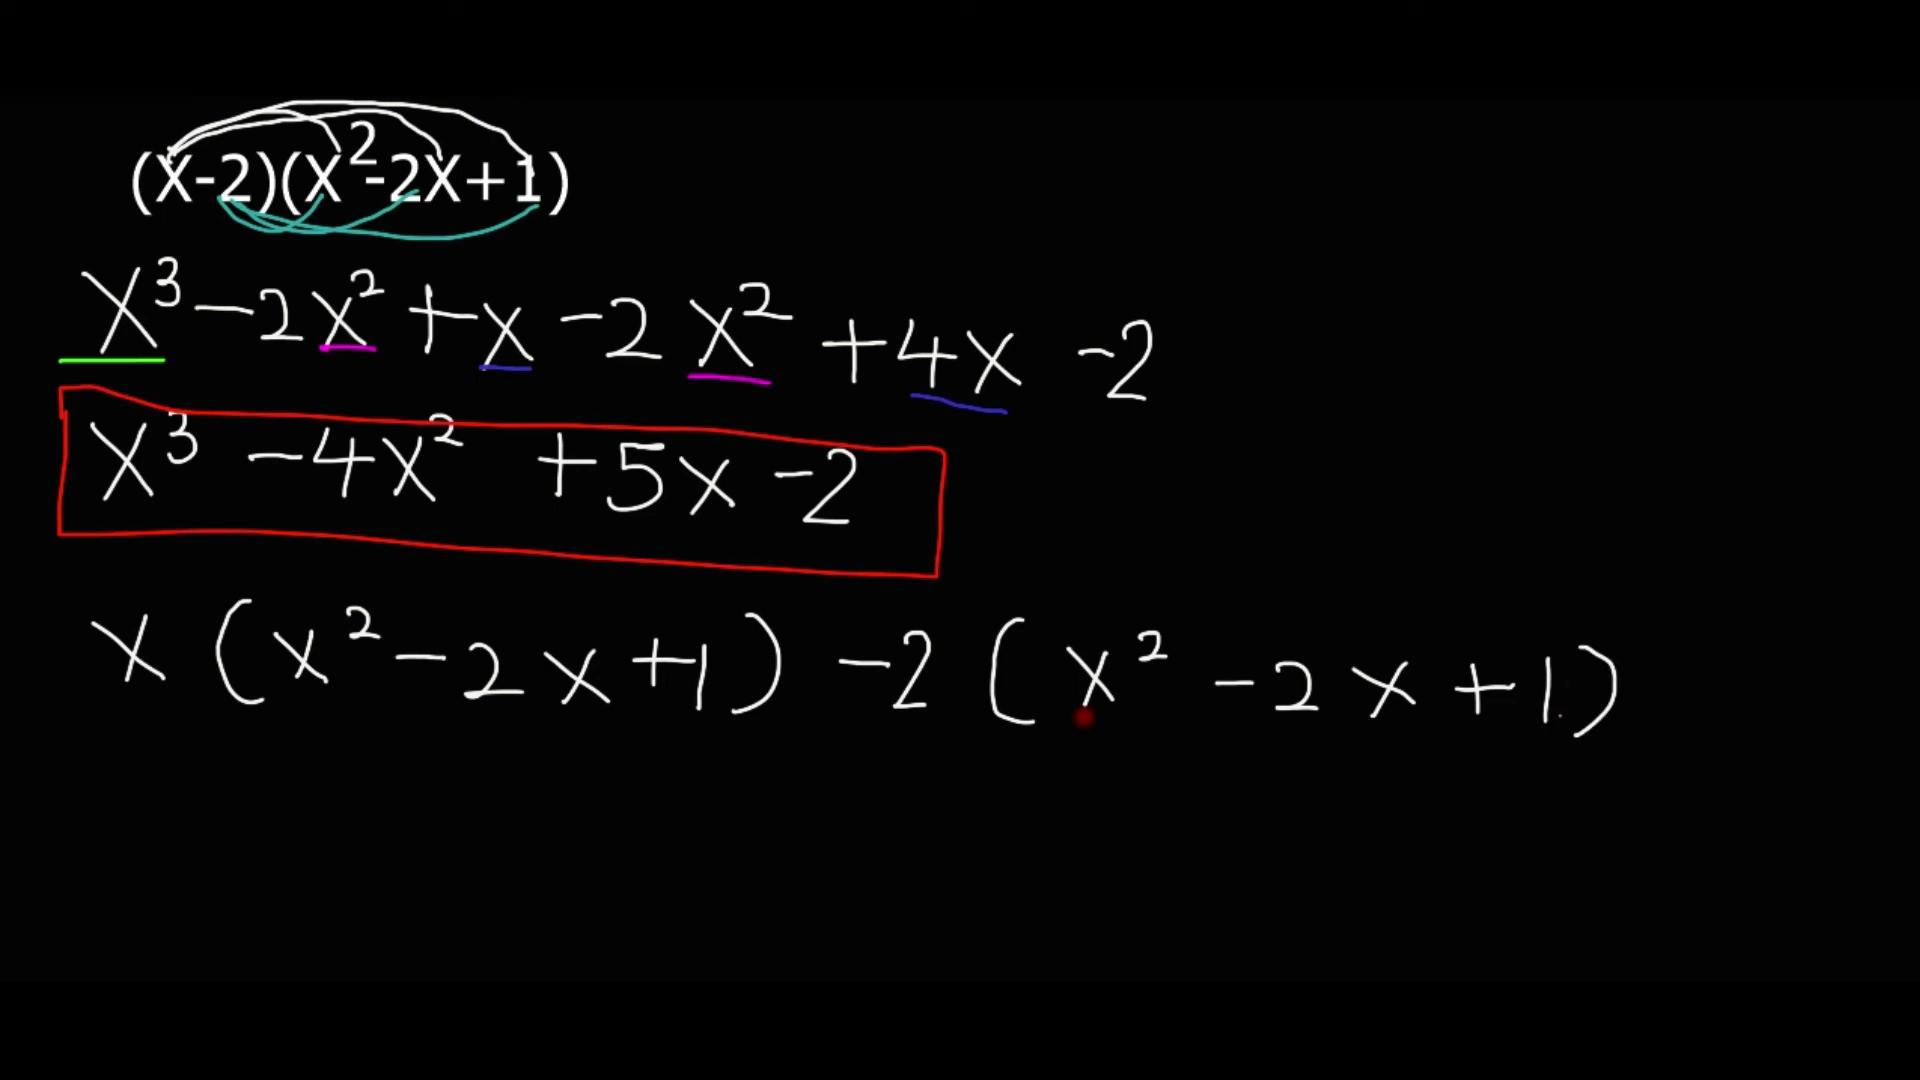 (X-2)(X²-2X+1)
x³ - 2x² + x - 2x² + 4x - 2
x³ - 4x² + 5x - 2
x (x² - 2x + 1) - 2 (x² - 2x + 1)